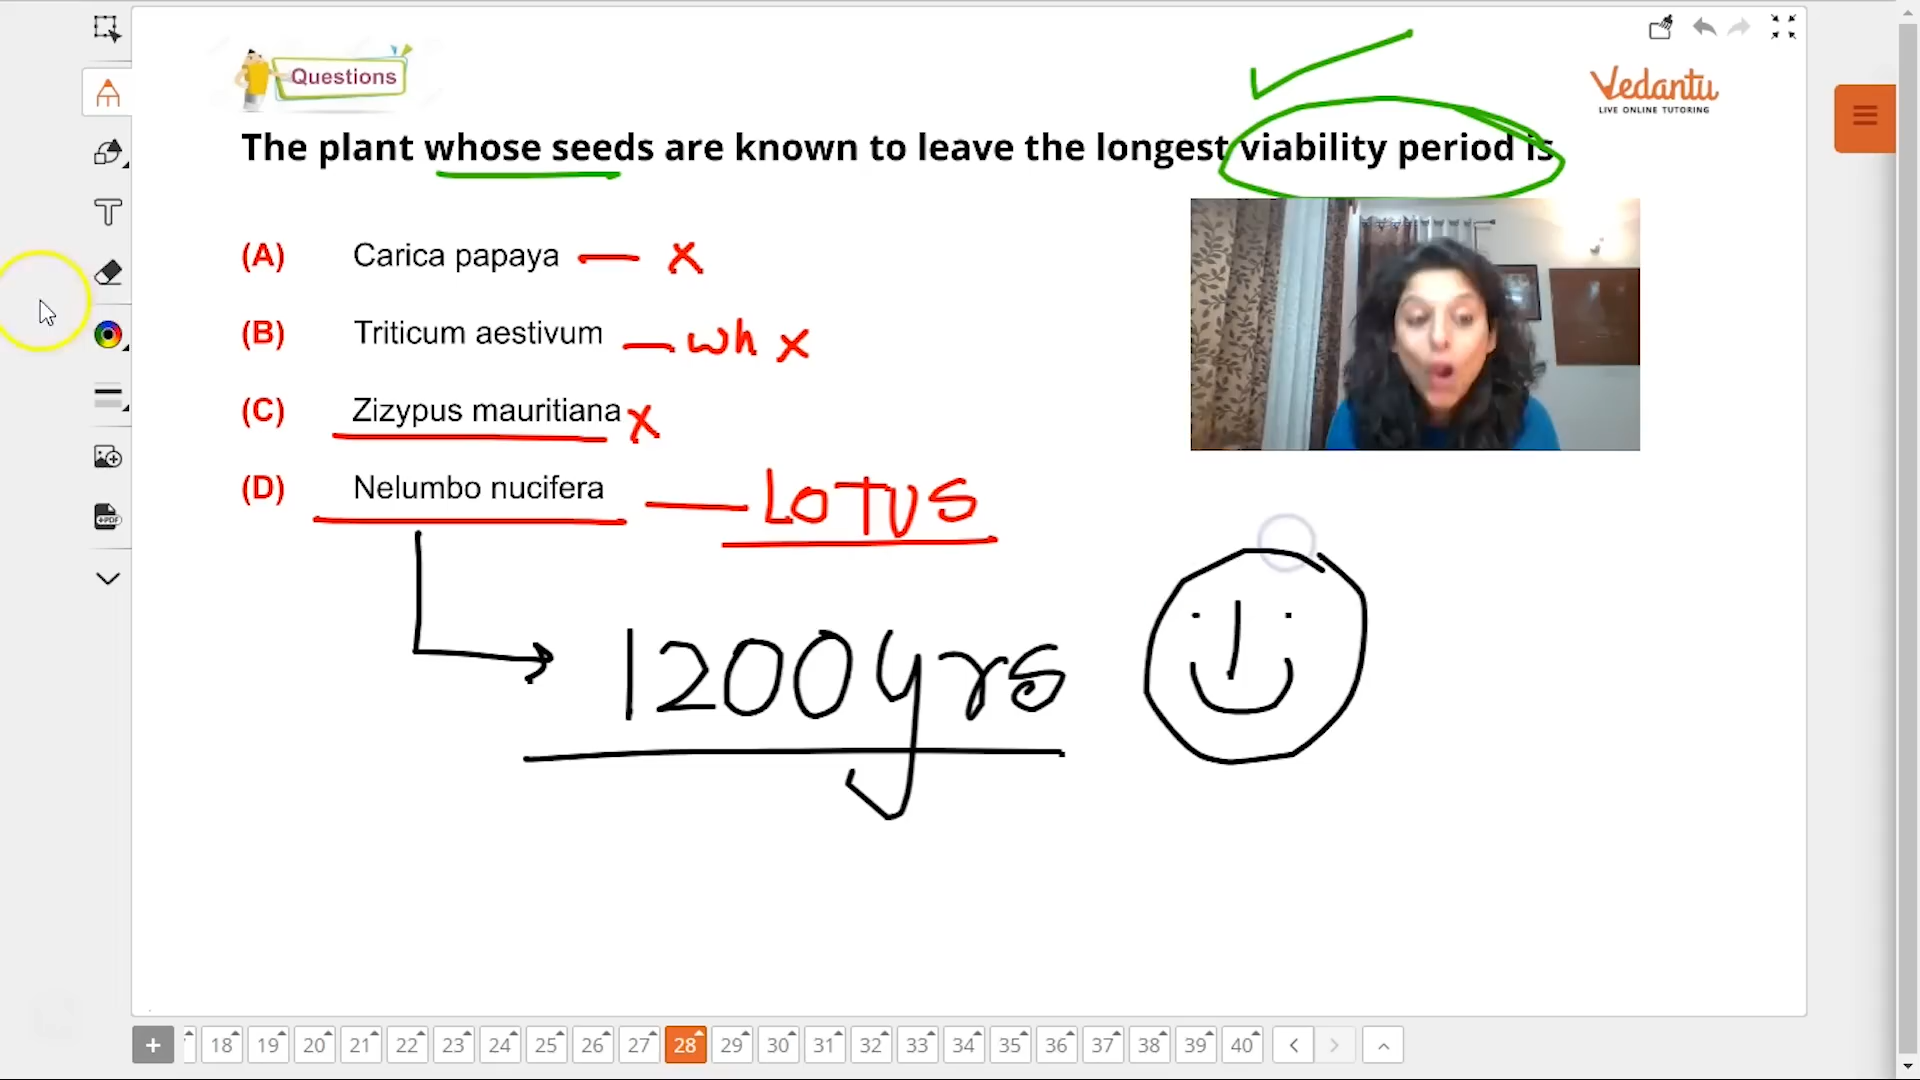 Questions
Vedantu
LIVE ONLINE TUTORING
The plant whose seeds are known to leave the longest viability period is
(A) Carica papaya — x
(B) Triticum aestivum — wh x
(C) Zizypus mauritiana x
(D) Nelumbo nucifera — LOTUS
1200yrs
+PDF
+ 18 19 20 21 22 23 24 25 26 27 28 29 30 31 32 33 34 35 36 37 38 39 40